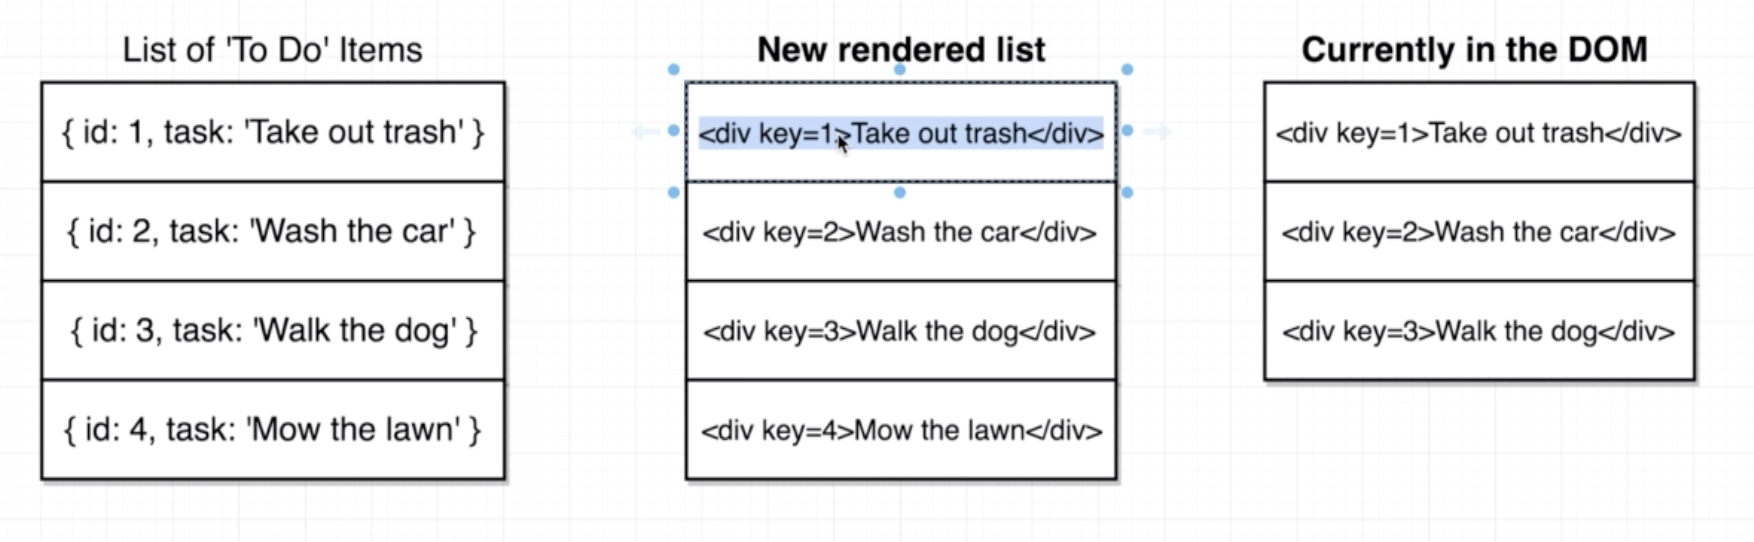 List of 'To Do' Items
{ id: 1, task: 'Take out trash' }
{ id: 2, task: 'Wash the car' }
{ id: 3, task: 'Walk the dog' }
{ id: 4, task: 'Mow the lawn' }
New rendered list
<div key=1>Take out trash</div>
<div key=2>Wash the car</div>
<div key=3>Walk the dog</div>
<div key=4>Mow the lawn</div>
Currently in the DOM
<div key=1>Take out trash</div>
<div key=2>Wash the car</div>
<div key=3>Walk the dog</div>